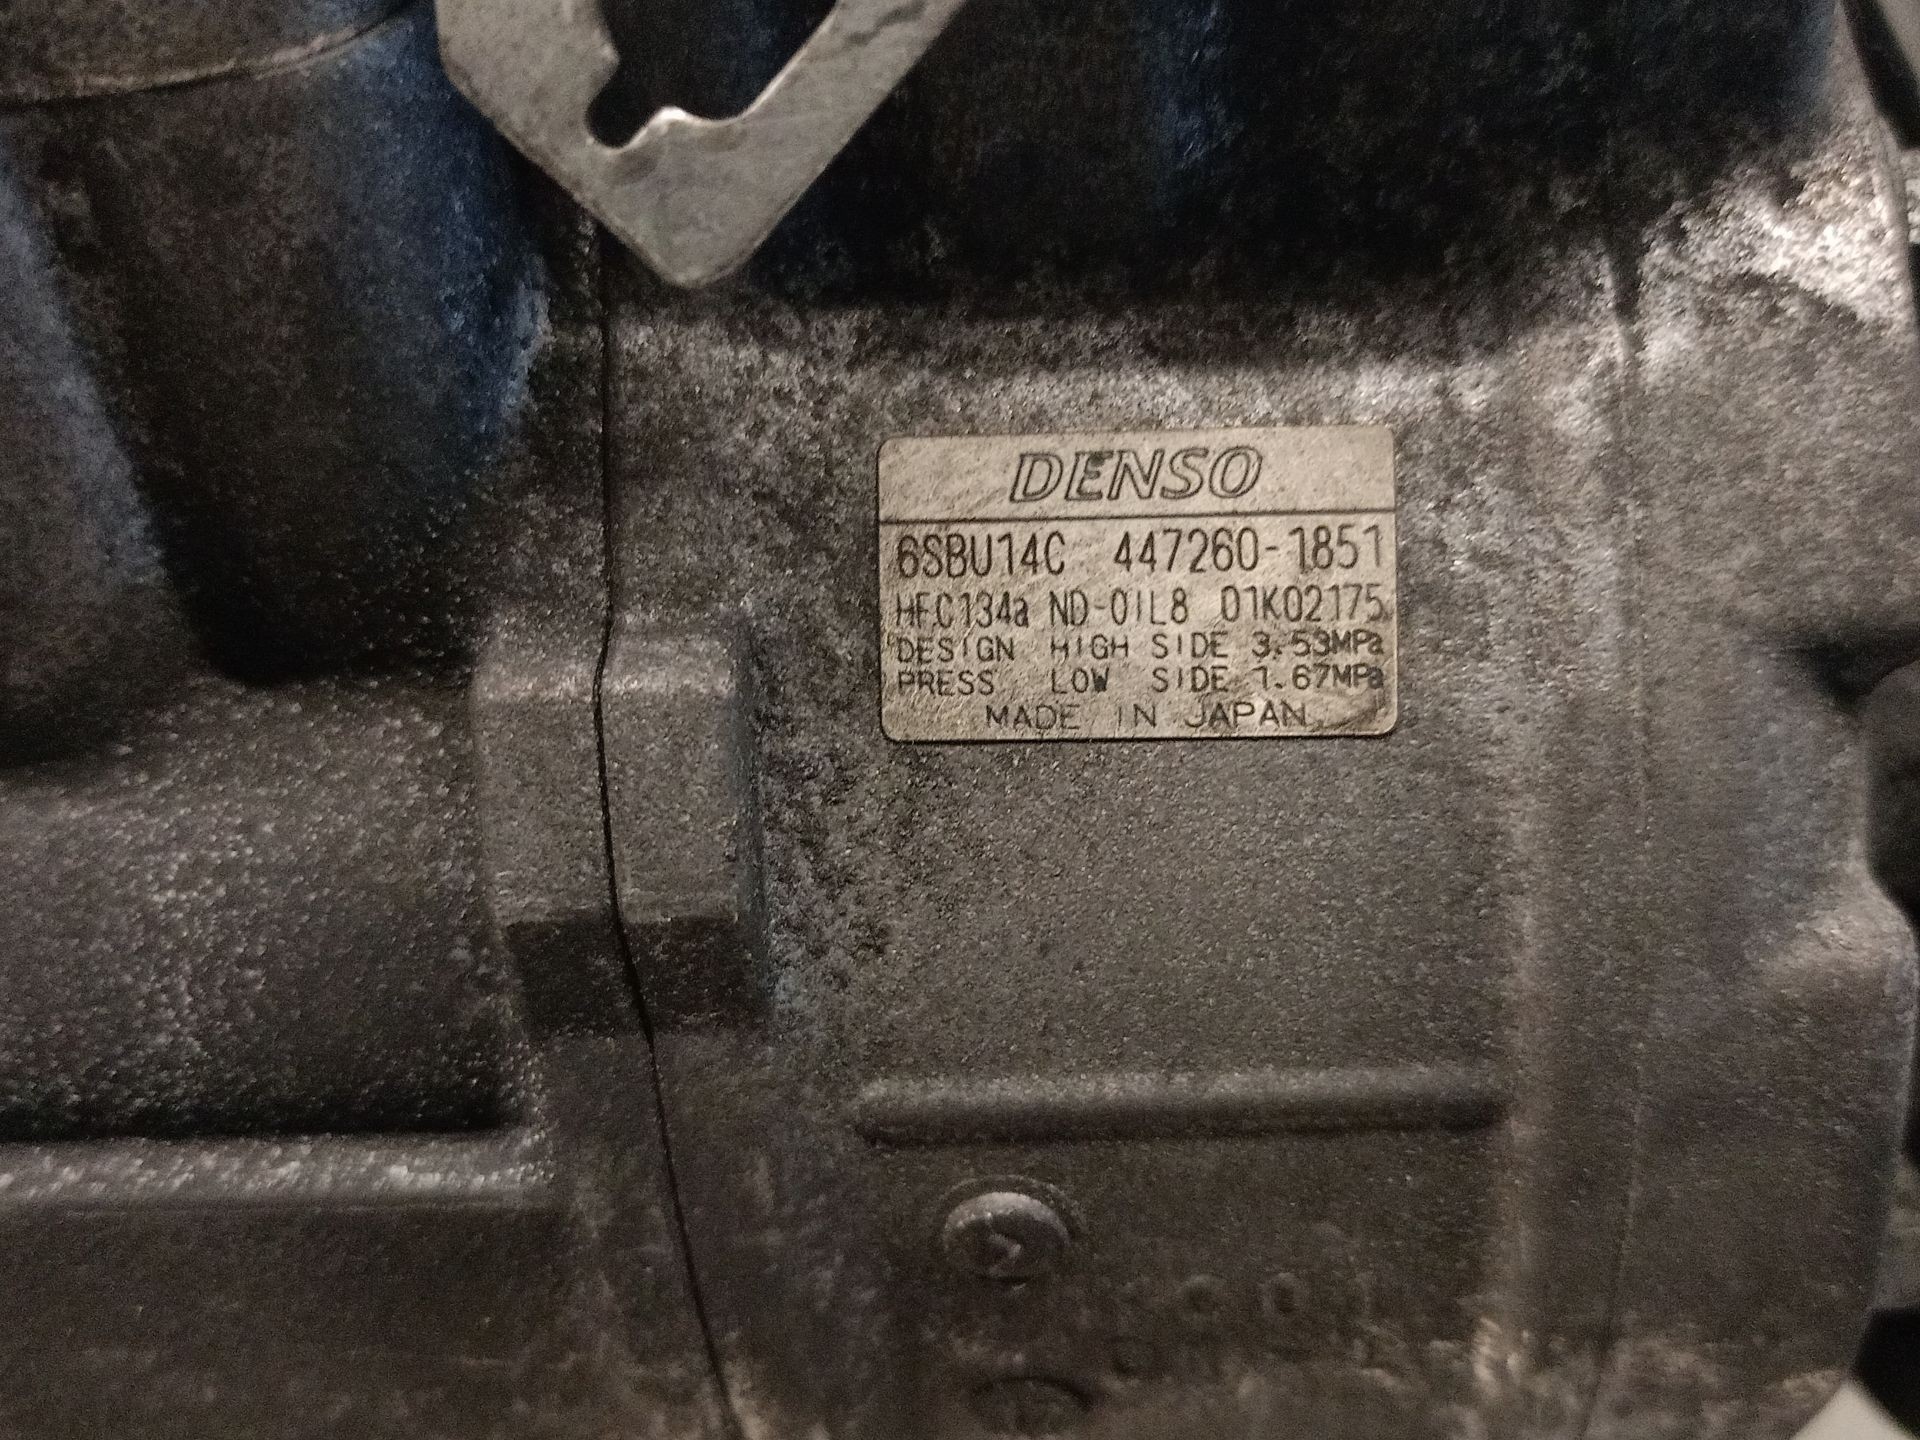 DENSO
6SBU14C 447260-1851
HFC134a ND-OIL8 01K02175
DESIGN HIGH SIDE 3.53MPa
PRESS LOW SIDE 1.67MPa
MADE IN JAPAN